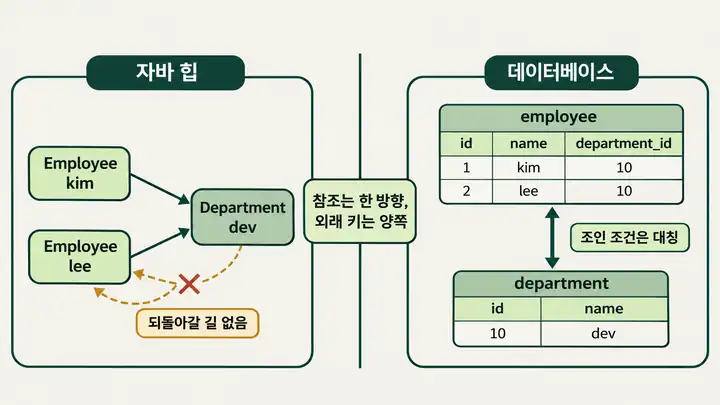 자바 힙
Employee
kim
Employee
lee
Department
dev
되돌아갈 길 없음
참조는 한 방향,
외래 키는 양쪽
데이터베이스
employee
id name department_id
1 kim 10
2 lee 10
조인 조건은 대칭
department
id name
10 dev